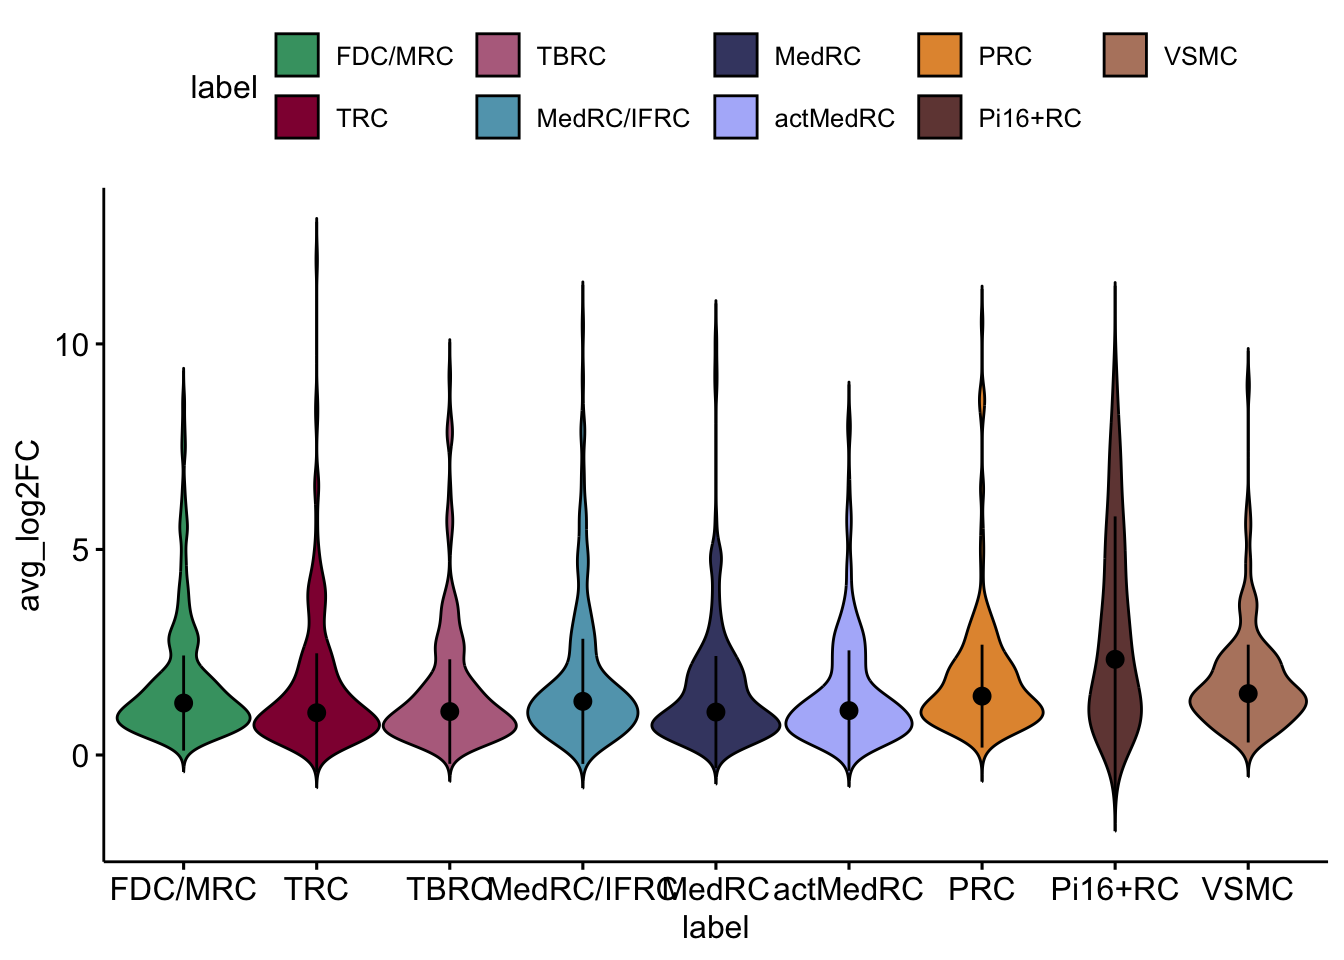 label
FDC/MRC TBRC MedRC PRC VSMC
TRC MedRC/IFRC actMedRC Pi16+RC
avg_log2FC
10
5
0
FDC/MRC TRC TBRC MedRC/IFRC MedRC actMedRC PRC Pi16+RC VSMC
label